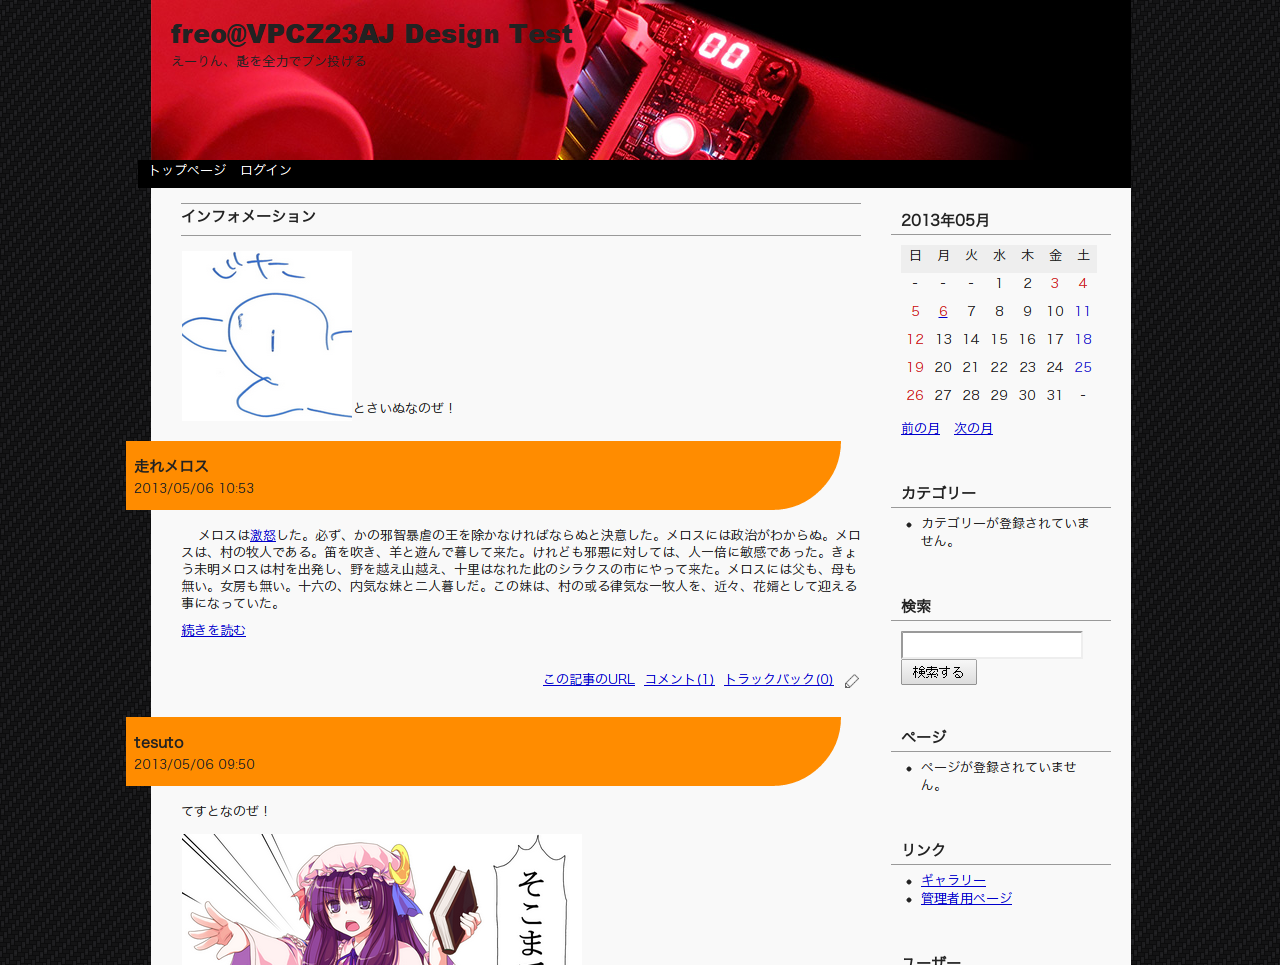 freo@VPCZ23AJ Design Test
えーりん、匙を全力でブン投げる
00
トップページ ログイン
インフォメーション
とさいぬなのぜ！
走れメロス
2013/05/06 10:53
メロスは激怒した。必ず、かの邪智暴虐の王を除かなければならぬと決意した。メロスには政治がわからぬ。メロ
スは、村の牧人である。笛を吹き、羊と遊んで暮して来た。けれども邪悪に対しては、人一倍に敏感であった。きょ
う未明メロスは村を出発し、野を越え山越え、十里はなれた此のシラクスの市にやって来た。メロスには父も、母も
無い。女房も無い。十六の、内気な妹と二人暮しだ。この妹は、村の或る律気な一牧人を、近々、花婿として迎える
事になっていた。
続きを読む
この記事のURL コメント(1) トラックバック(0)
tesuto
2013/05/06 09:50
てすとなのぜ！
そこま
2013年05月
日 月 火 水 木 金 土
- - - 1 2 3 4
5 6 7 8 9 10 11
12 13 14 15 16 17 18
19 20 21 22 23 24 25
26 27 28 29 30 31 -
前の月 次の月
カテゴリー
カテゴリーが登録されていま
せん。
検索
検索する
ページ
ページが登録されていませ
ん。
リンク
ギャラリー
管理者用ページ
ユーザー